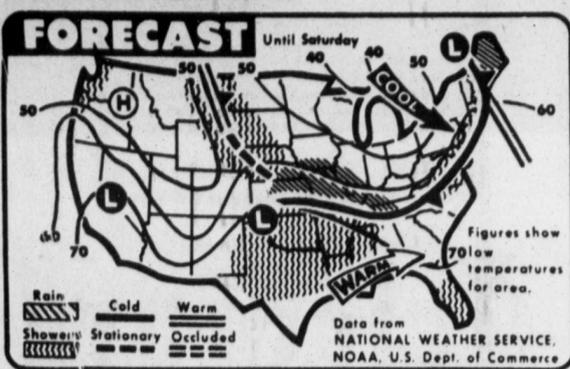 FORECAST
Until Saturday
40
40
50
L
50
71
50
COOL
50
H
60
L
L
60
70
Figures show
70 low
temperatures
for area.
WARM
Rain
Cold
Warm
Showers
Stationary
Occluded
Data from
NATIONAL WEATHER SERVICE,
NOAA, U.S. Dept. of Commerce